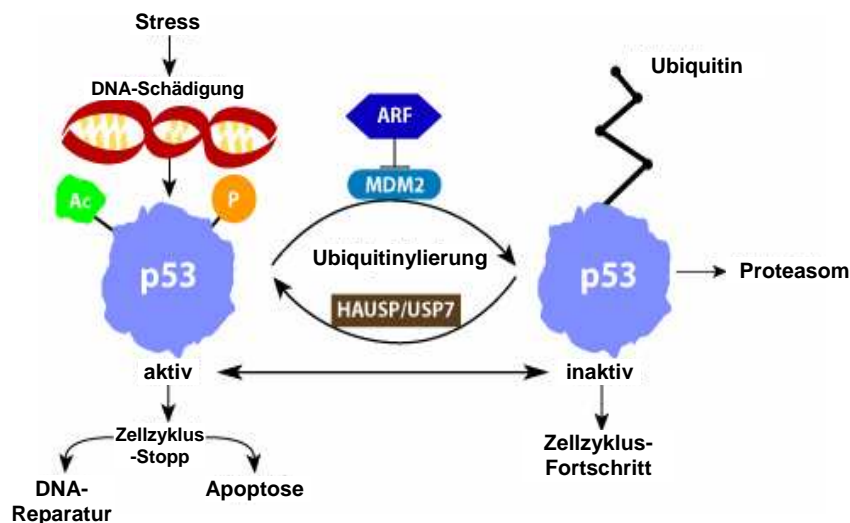 Stress
DNA-Schädigung
Ac
P
p53
aktiv
Zellzyklus
-Stopp
DNA-
Reparatur
Apoptose
ARF
MDM2
Ubiquitinylierung
HAUSP/USP7
Ubiquitin
p53
Proteasom
inaktiv
Zellzyklus-
Fortschritt